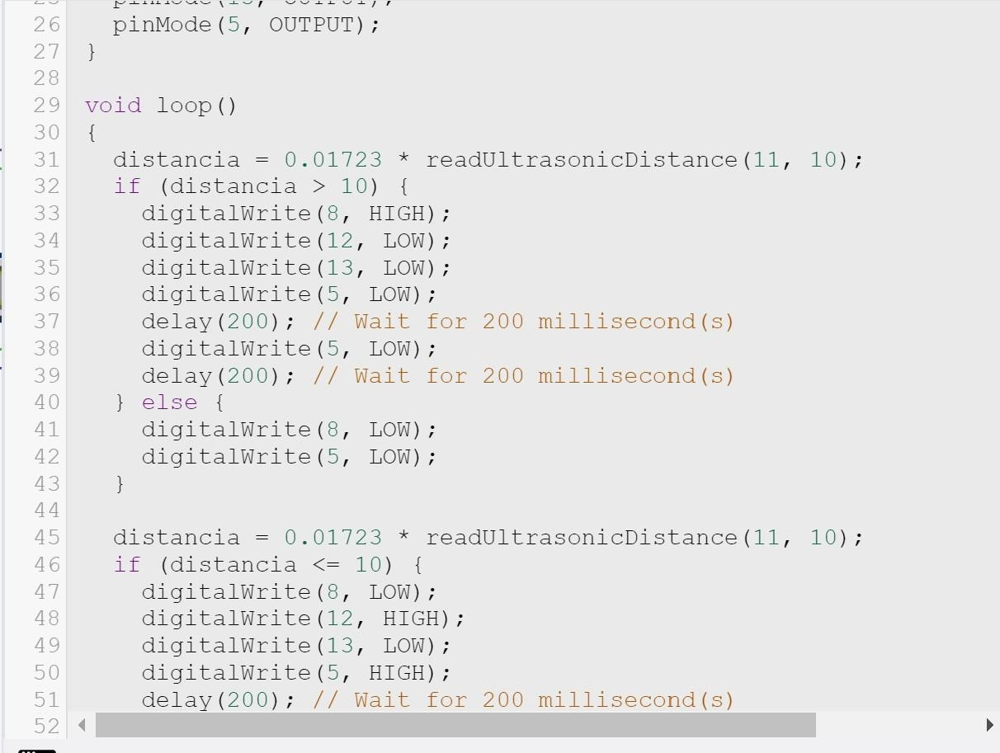 26 pinMode(5, OUTPUT);
27 }
28
29 void loop()
30 {
31 distancia = 0.01723 * readUltrasonicDistance(11, 10);
32 if (distancia > 10) {
33 digitalWrite(8, HIGH);
34 digitalWrite(12, LOW);
35 digitalWrite(13, LOW);
36 digitalWrite(5, LOW);
37 delay(200); // Wait for 200 millisecond(s)
38 digitalWrite(5, LOW);
39 delay(200); // Wait for 200 millisecond(s)
40 } else {
41 digitalWrite(8, LOW);
42 digitalWrite(5, LOW);
43 }
44
45 distancia = 0.01723 * readUltrasonicDistance(11, 10);
46 if (distancia <= 10) {
47 digitalWrite(8, LOW);
48 digitalWrite(12, HIGH);
49 digitalWrite(13, LOW);
50 digitalWrite(5, HIGH);
51 delay(200); // Wait for 200 millisecond(s)
52